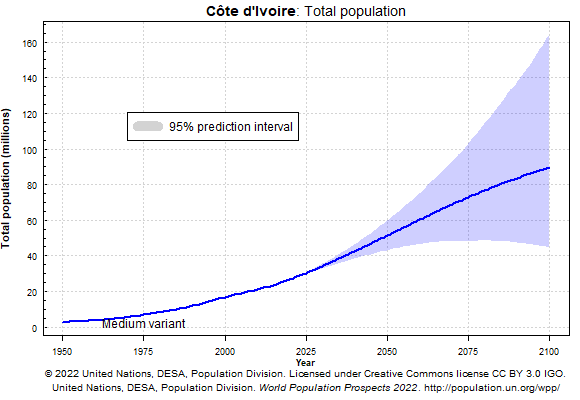 Côte d'Ivoire: Total population
Total population (millions)
160
140
120
100
80
60
40
20
0
95% prediction interval
Medium variant
1950 1975 2000 2025 2050 2075 2100
Year
© 2022 United Nations, DESA, Population Division. Licensed under Creative Commons license CC BY 3.0 IGO.
United Nations, DESA, Population Division. World Population Prospects 2022. http://population.un.org/wpp/